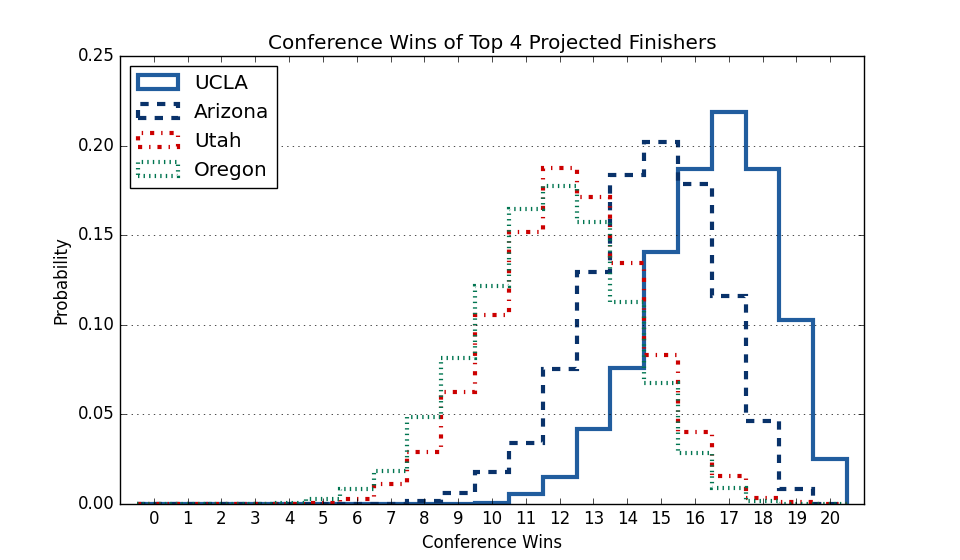 Conference Wins of Top 4 Projected Finishers
0.25
0.20
0.15
0.10
0.05
0.00
Probability
UCLA
Arizona
Utah
Oregon
0 1 2 3 4 5 6 7 8 9 10 11 12 13 14 15 16 17 18 19 20
Conference Wins